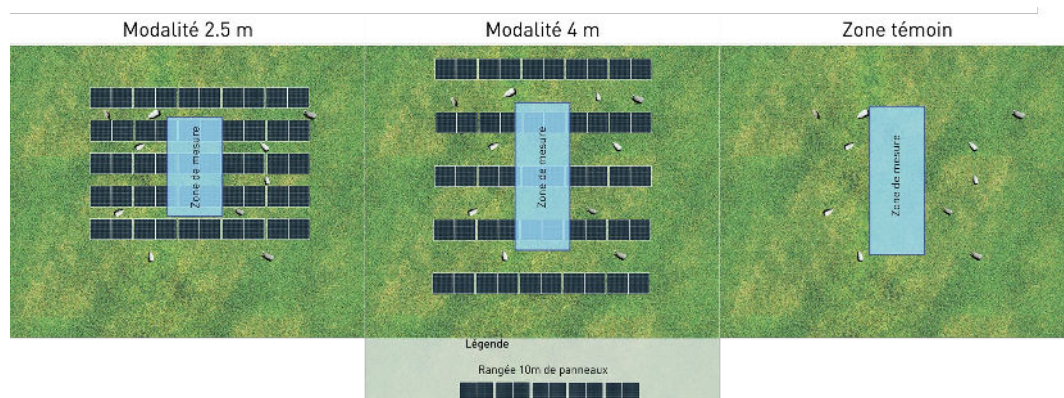 Modalité 2.5 m
Modalité 4 m
Zone témoin
Zone de mesure
Zone de mesure
Zone de mesure
Légende
Rangée 10m de panneaux